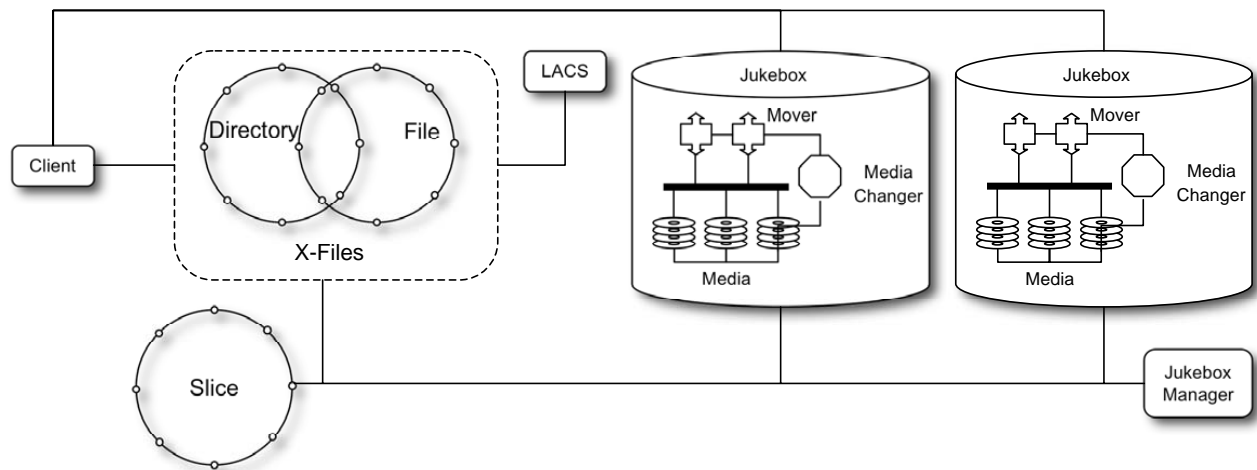 LACS
Jukebox
Jukebox
Directory
File
Mover
Mover
Client
Media
Changer
Media
Changer
X-Files
Media
Media
Slice
Jukebox
Manager